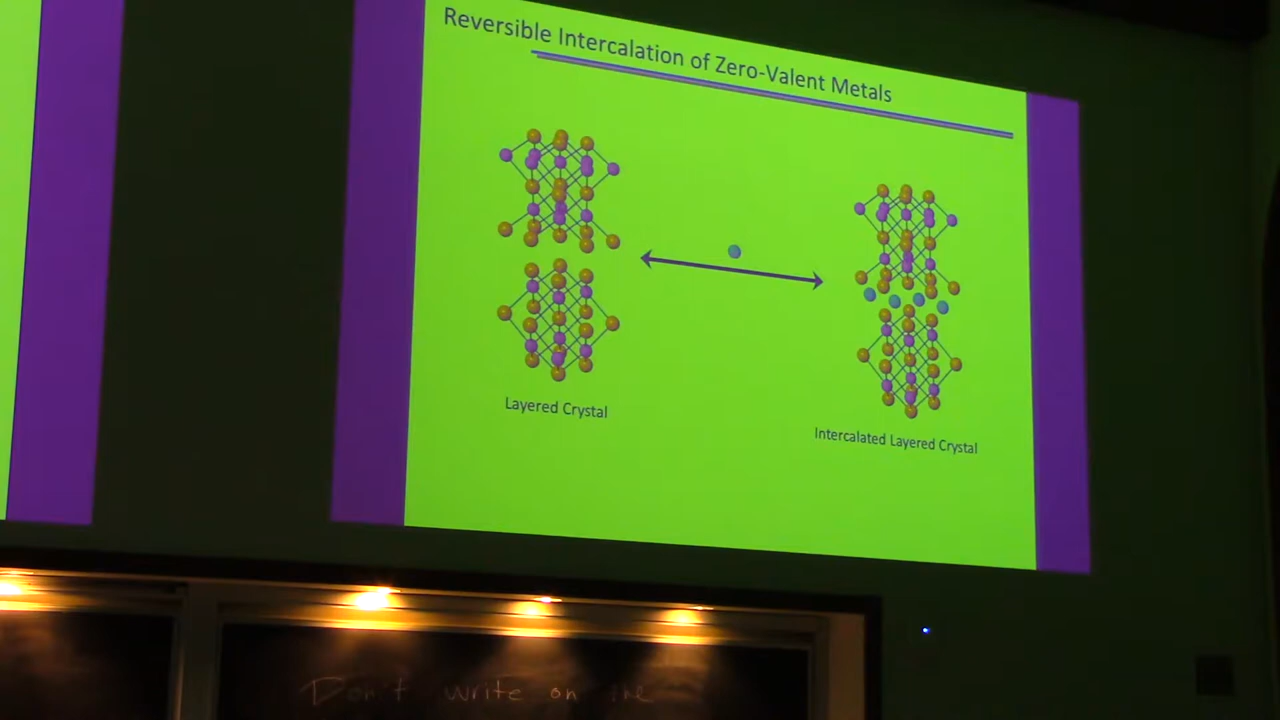 Reversible Intercalation of Zero-Valent Metals
Layered Crystal
Intercalated Layered Crystal
Don't write on the